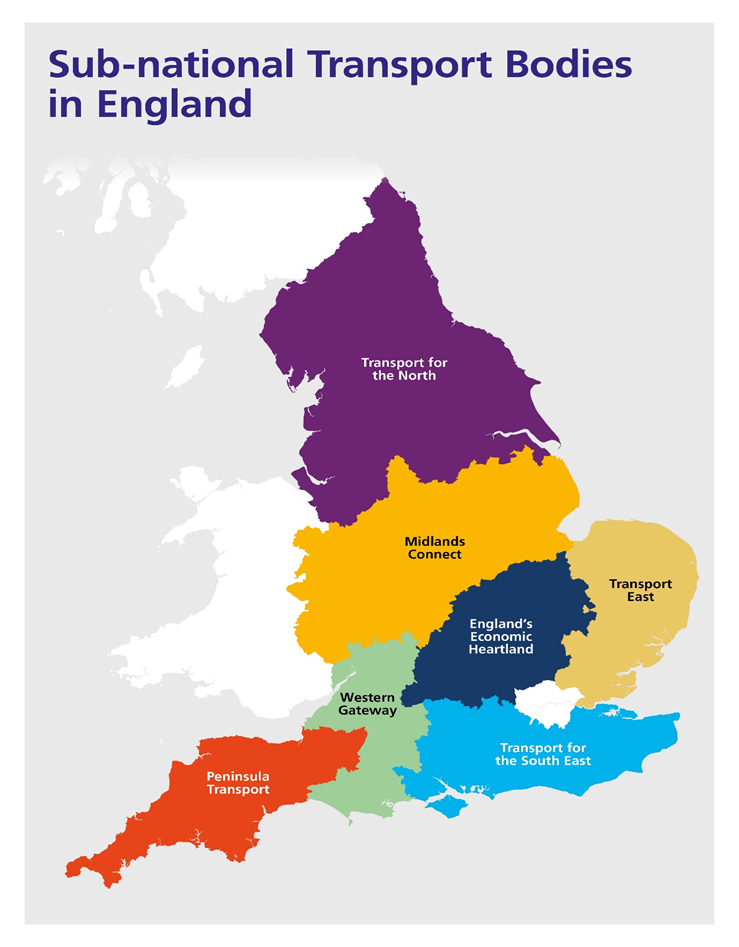 Sub-national Transport Bodies
in England
Transport for
the North
Midlands
Connect
Transport
East
England's
Economic
Heartland
Western
Gateway
Transport for
the South East
Peninsula
Transport